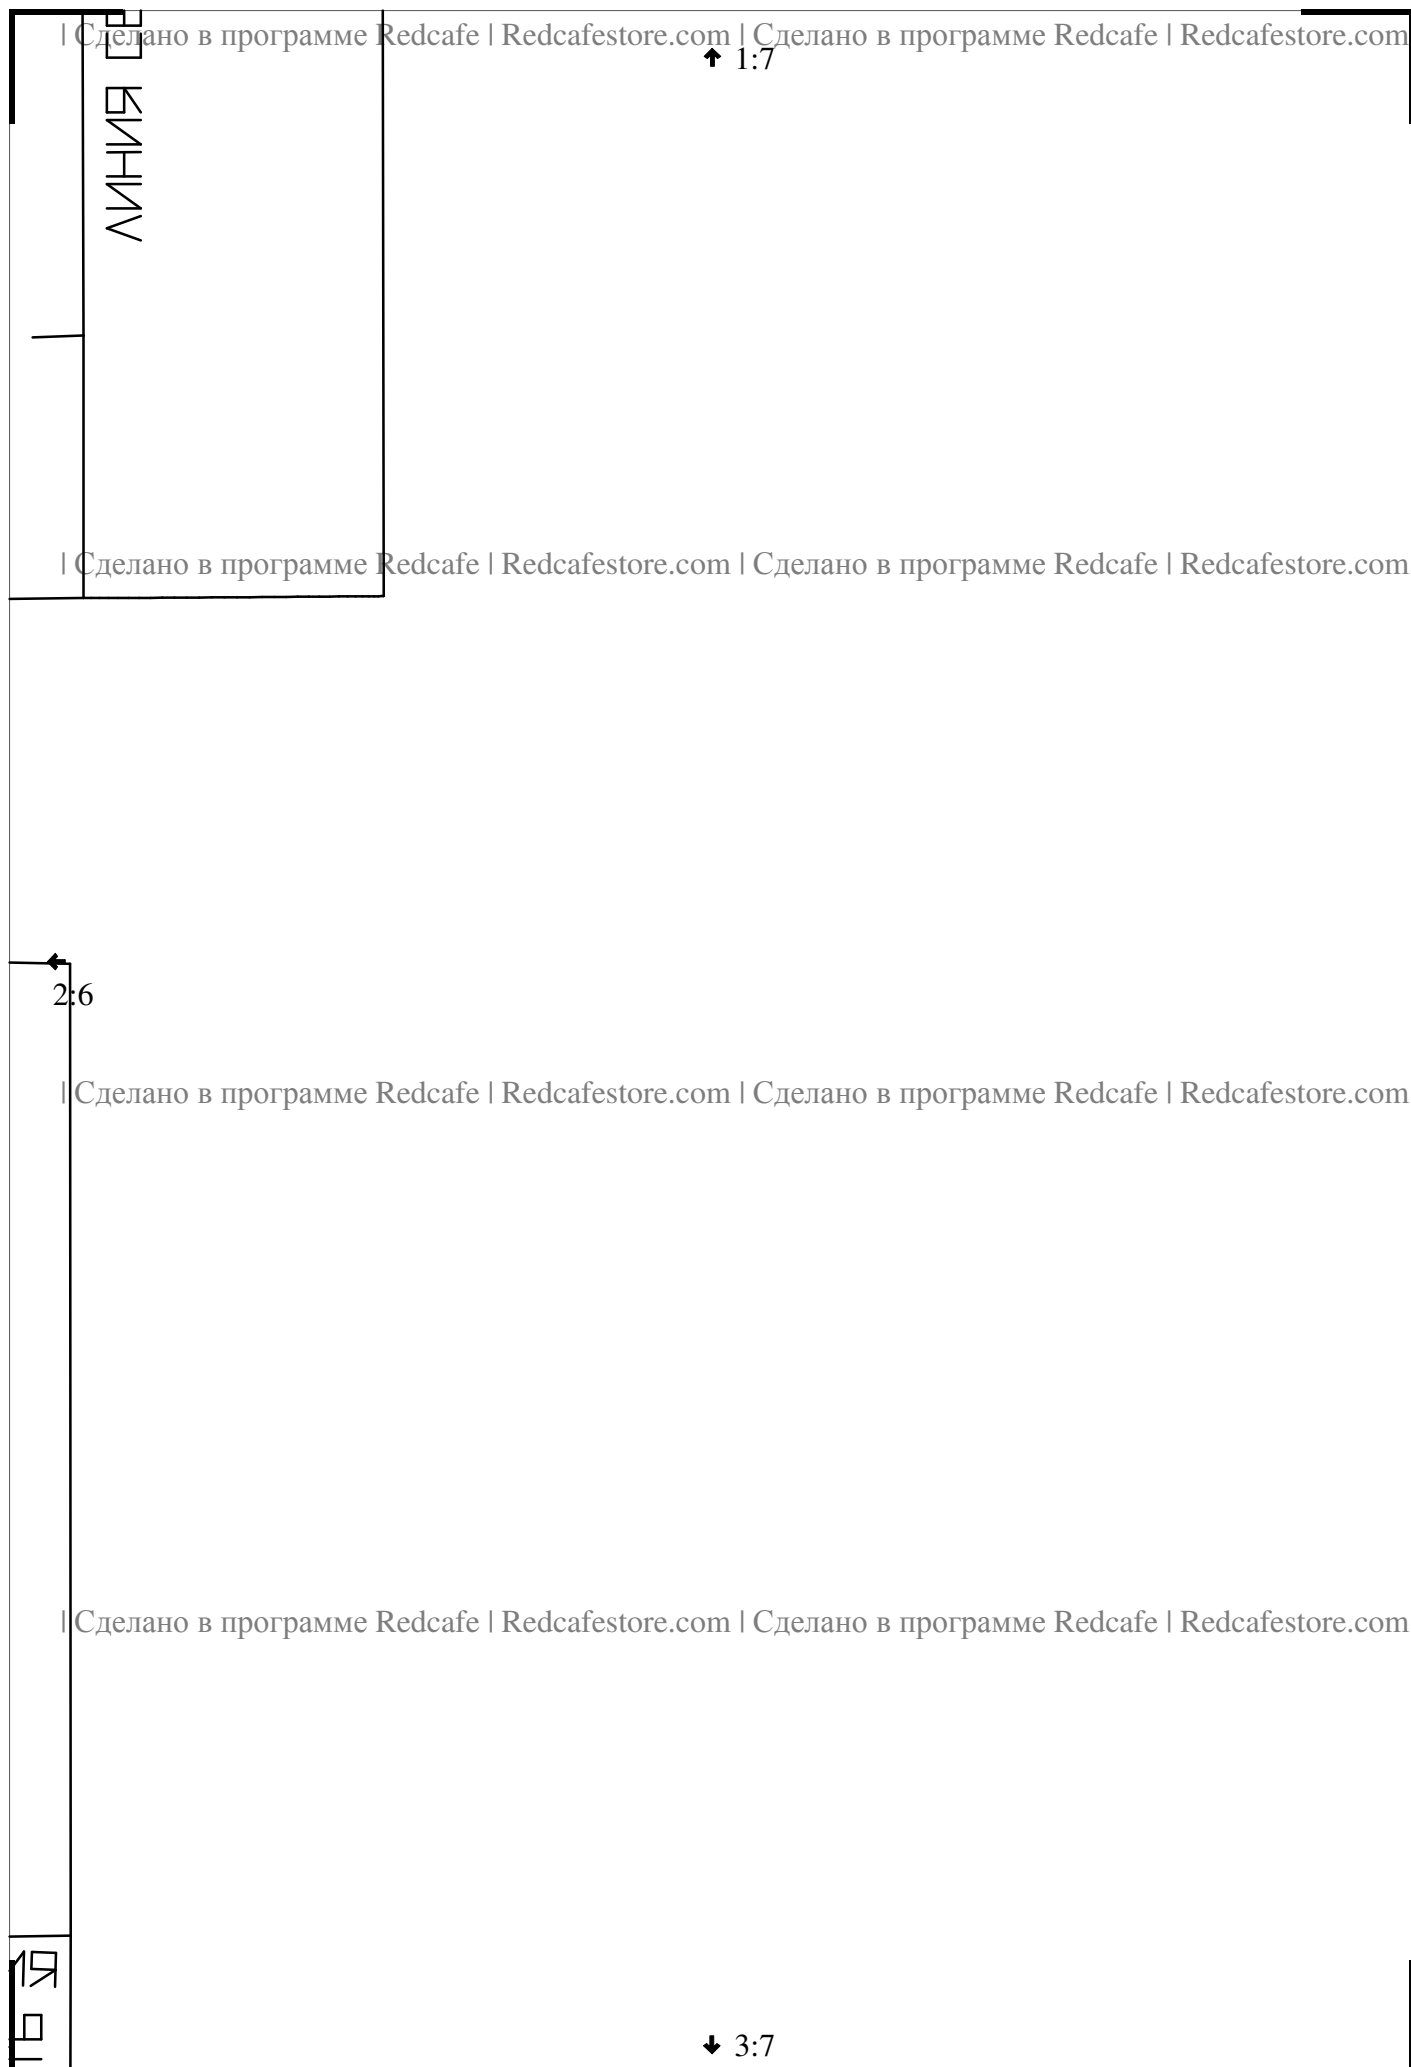 | Сделано в программе Redcafe | Redcafestore.com | Сделано в программе Redcafe | Redcafestore.com
1:7
ЛИНИЯ
| Сделано в программе Redcafe | Redcafestore.com | Сделано в программе Redcafe | Redcafestore.com
2:6
| Сделано в программе Redcafe | Redcafestore.com | Сделано в программе Redcafe | Redcafestore.com
| Сделано в программе Redcafe | Redcafestore.com | Сделано в программе Redcafe | Redcafestore.com
3:7